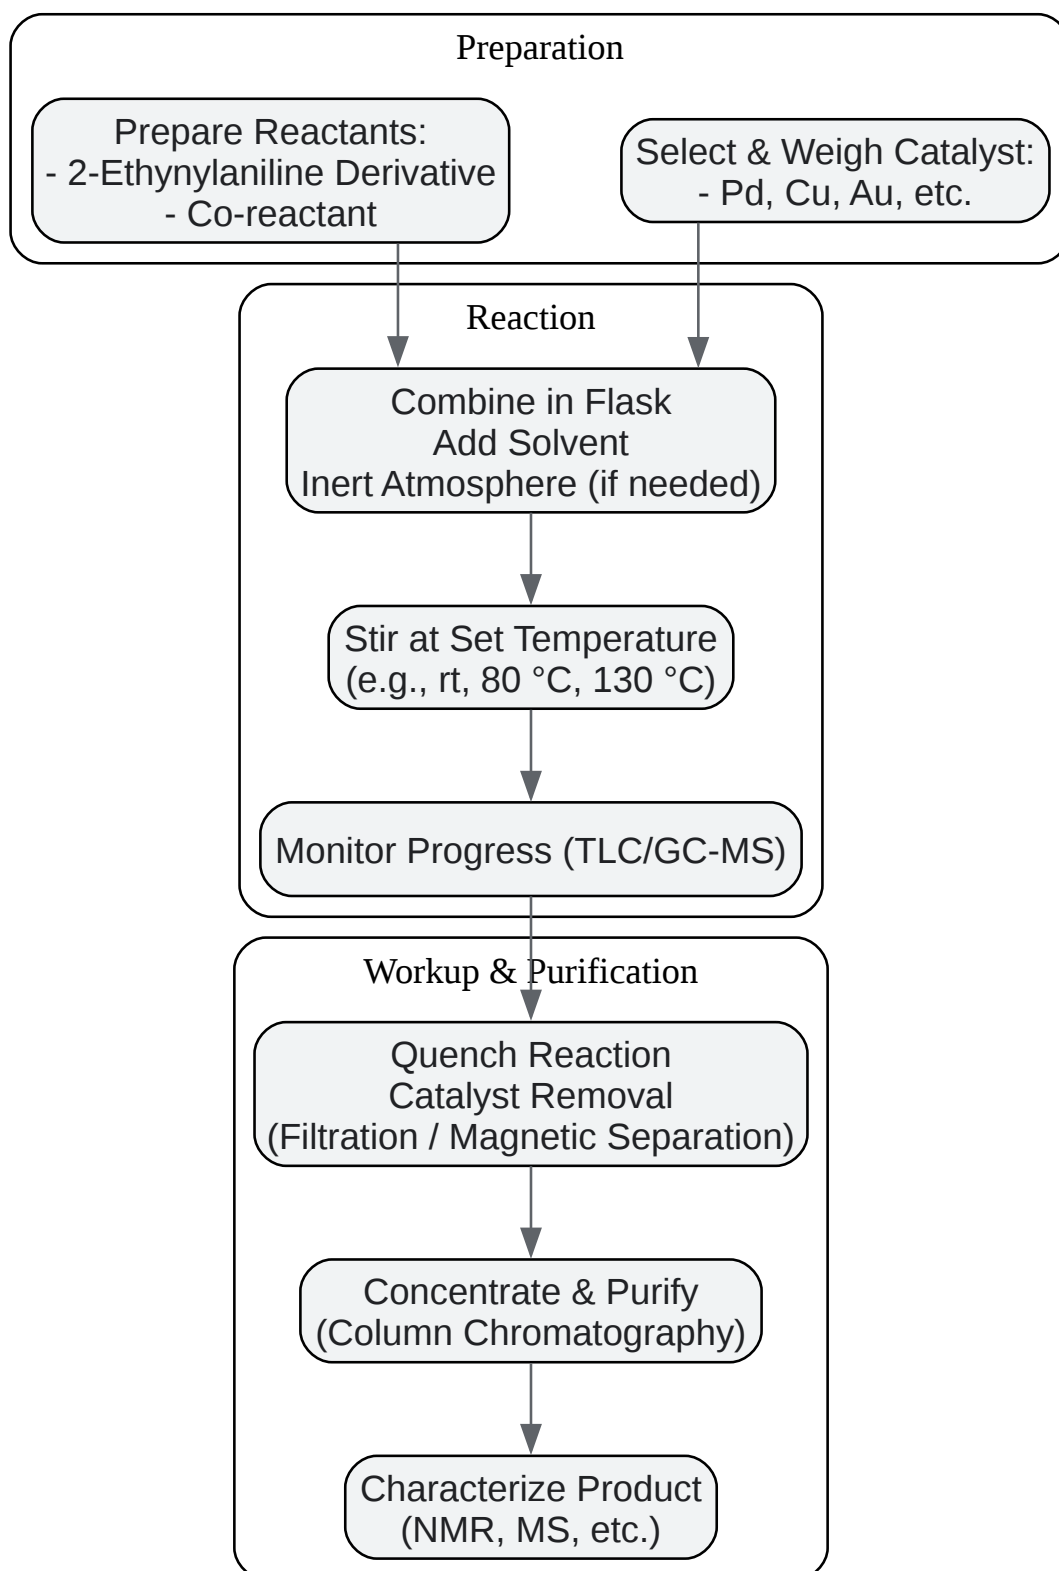 Preparation
Prepare Reactants:
- 2-Ethynylaniline Derivative
- Co-reactant
Select & Weigh Catalyst:
- Pd, Cu, Au, etc.
Reaction
Combine in Flask
Add Solvent
Inert Atmosphere (if needed)
Stir at Set Temperature
(e.g., rt, 80 °C, 130 °C)
Monitor Progress (TLC/GC-MS)
Workup & Purification
Quench Reaction
Catalyst Removal
(Filtration / Magnetic Separation)
Concentrate & Purify
(Column Chromatography)
Characterize Product
(NMR, MS, etc.)